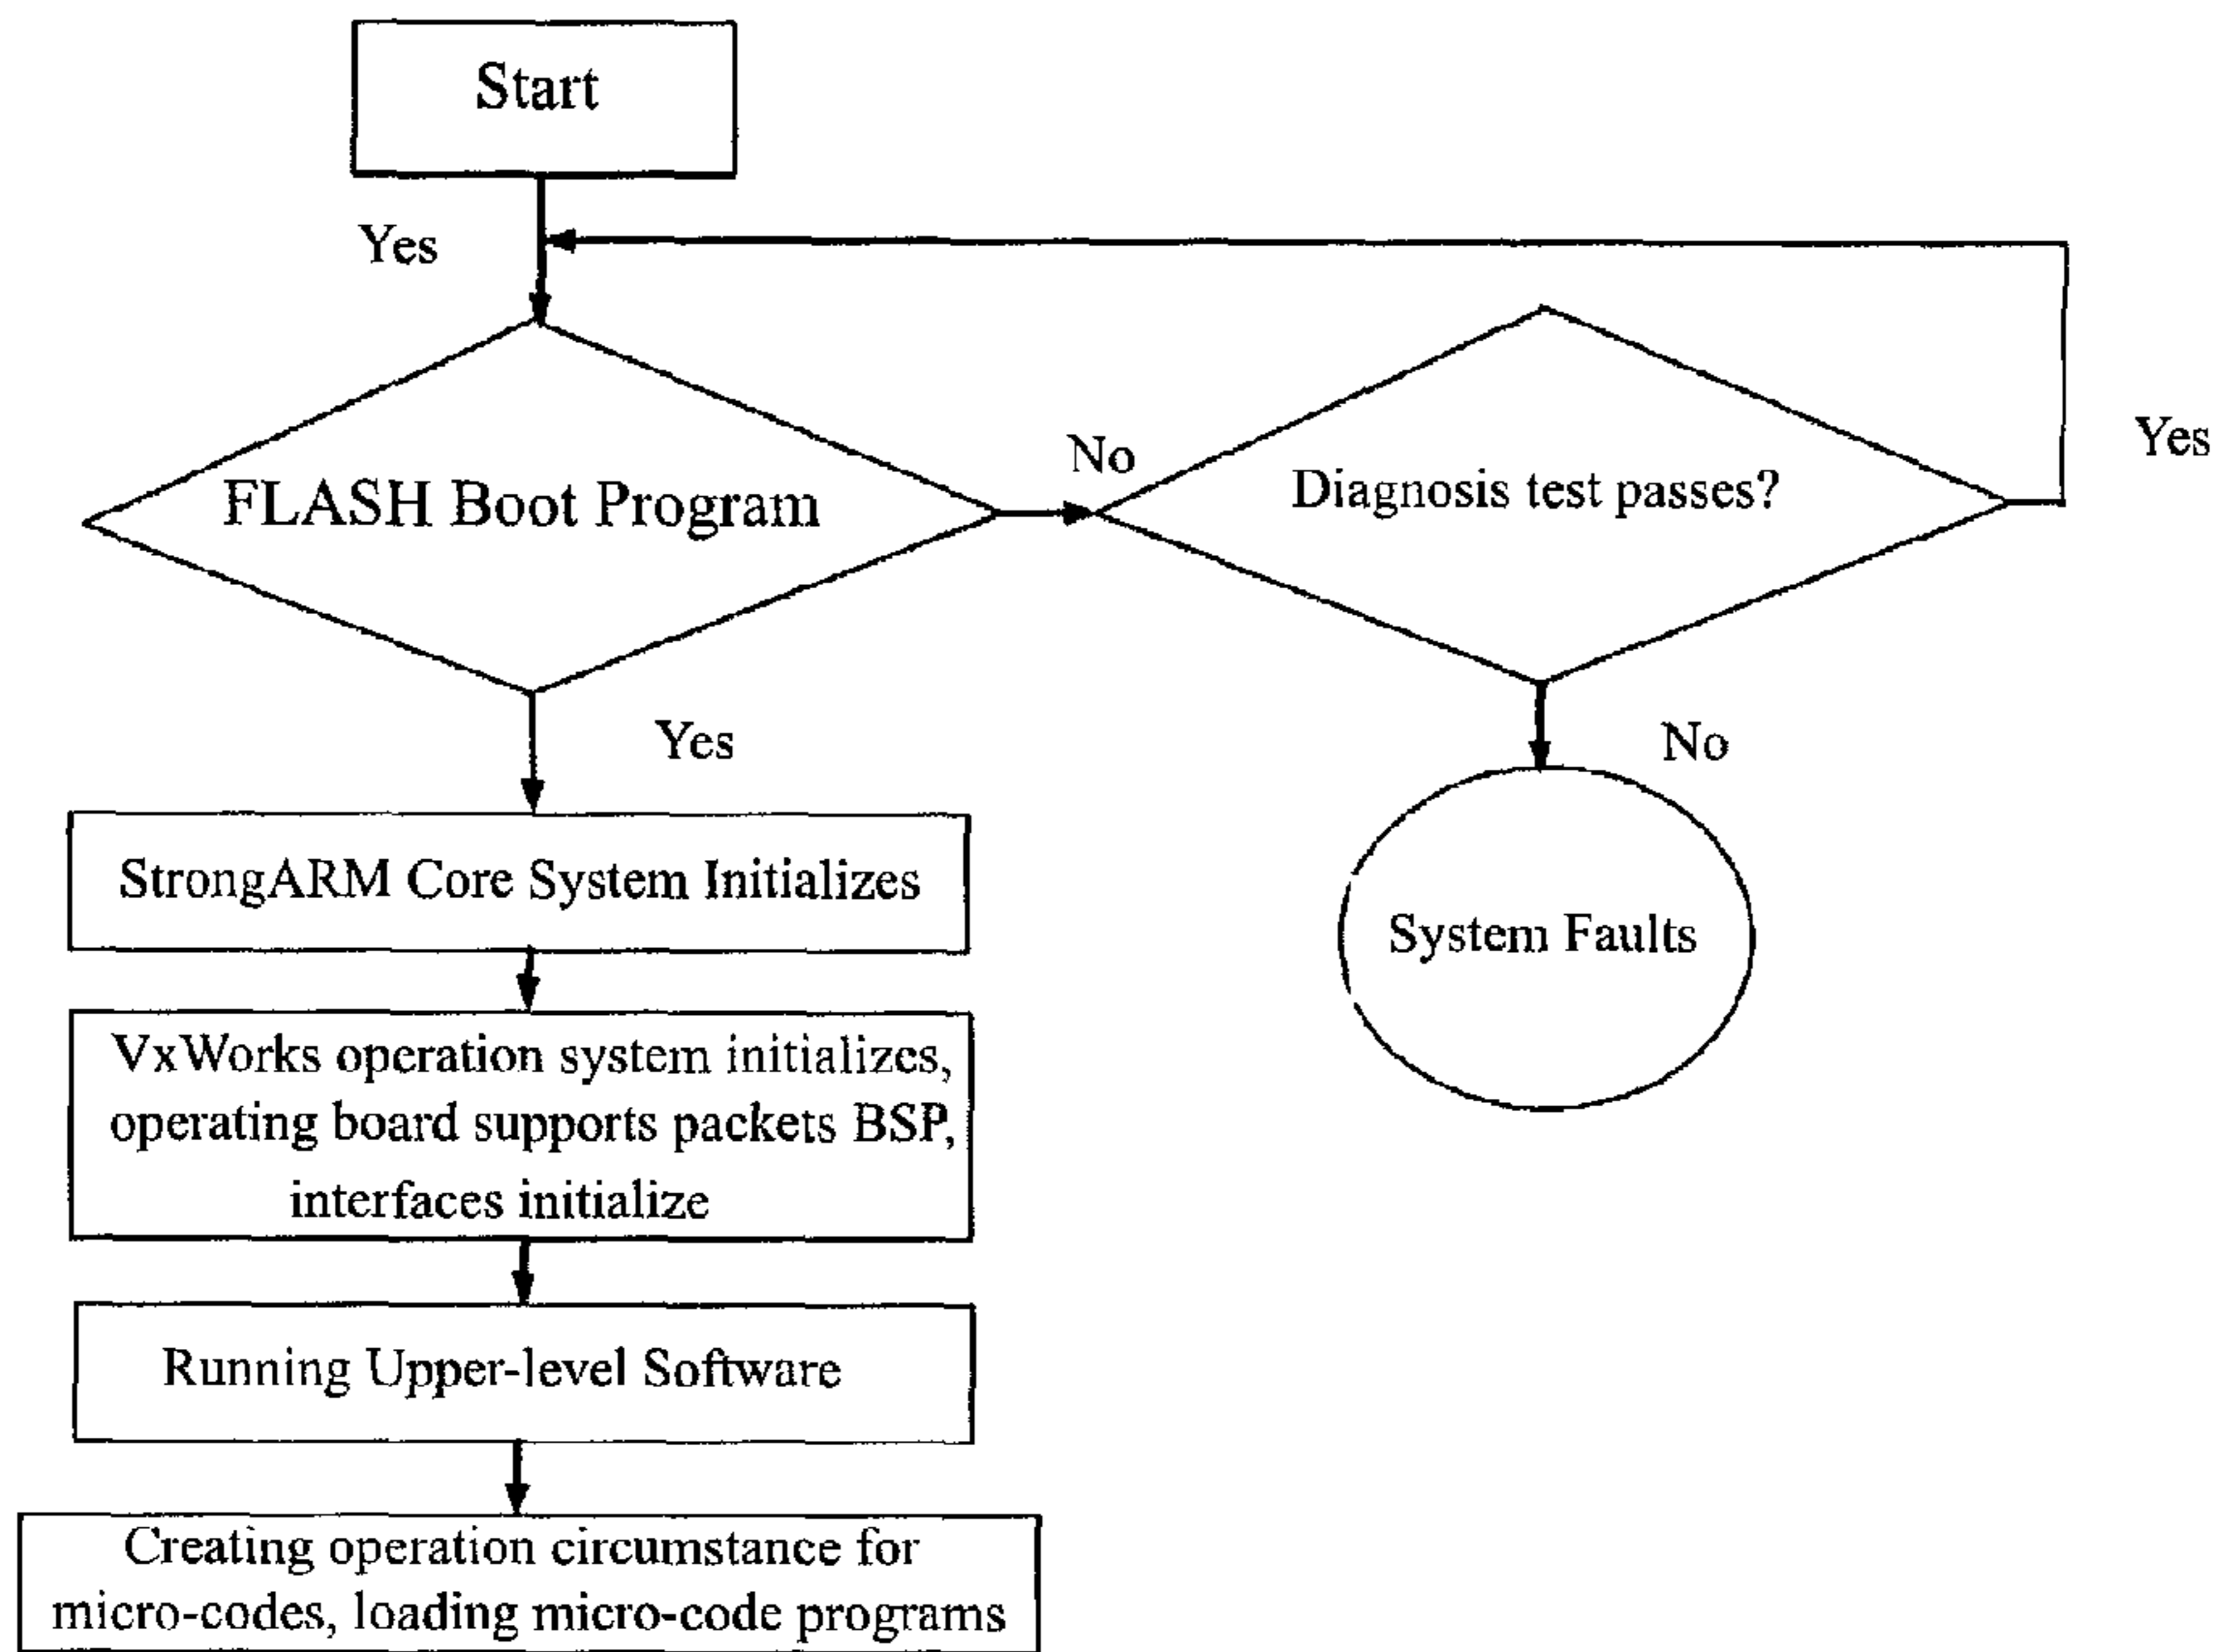 Start
Yes
No
Yes
FLASH Boot Program
Diagnosis test passes?
Yes
No
StrongARM Core System Initializes
System Faults
VxWorks operation system initializes,
operating board supports packets BSP,
interfaces initialize
Running Upper-level Software
Creating operation circumstance for
micro-codes, loading micro-code programs